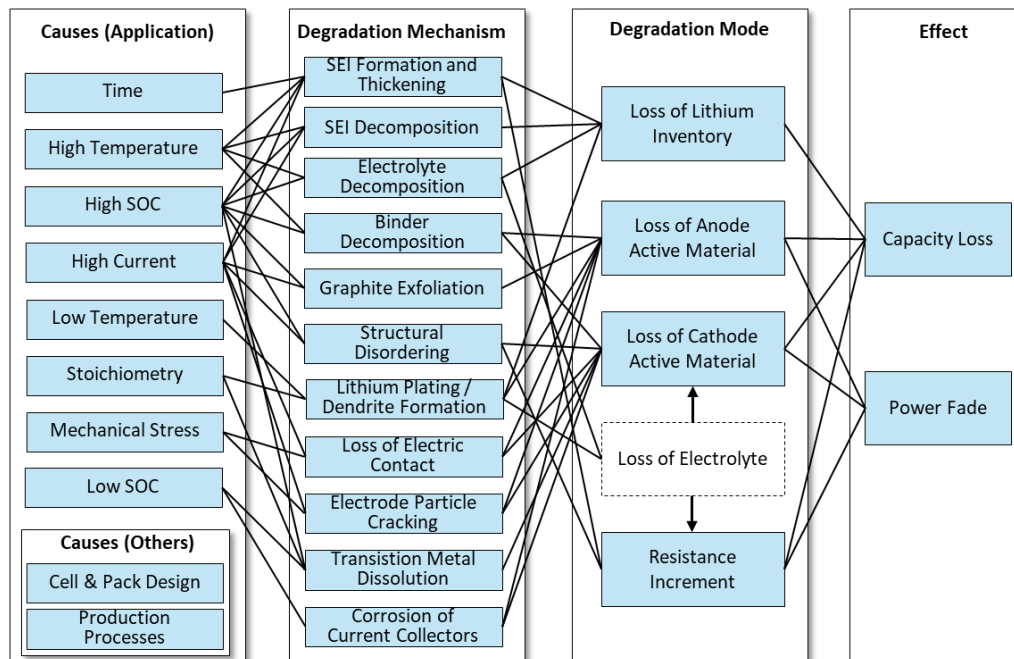 Causes (Application)
Time
High Temperature
High SOC
High Current
Low Temperature
Stoichiometry
Mechanical Stress
Low SOC
Causes (Others)
Cell & Pack Design
Production
Processes
Degradation Mechanism
SEI Formation and
Thickening
SEI Decomposition
Electrolyte
Decomposition
Binder
Decomposition
Graphite Exfoliation
Structural
Disordering
Lithium Plating /
Dendrite Formation
Loss of Electric
Contact
Electrode Particle
Cracking
Transistion Metal
Dissolution
Corrosion of
Current Collectors
Degradation Mode
Loss of Lithium
Inventory
Loss of Anode
Active Material
Loss of Cathode
Active Material
Loss of Electrolyte
Resistance
Increment
Effect
Capacity Loss
Power Fade